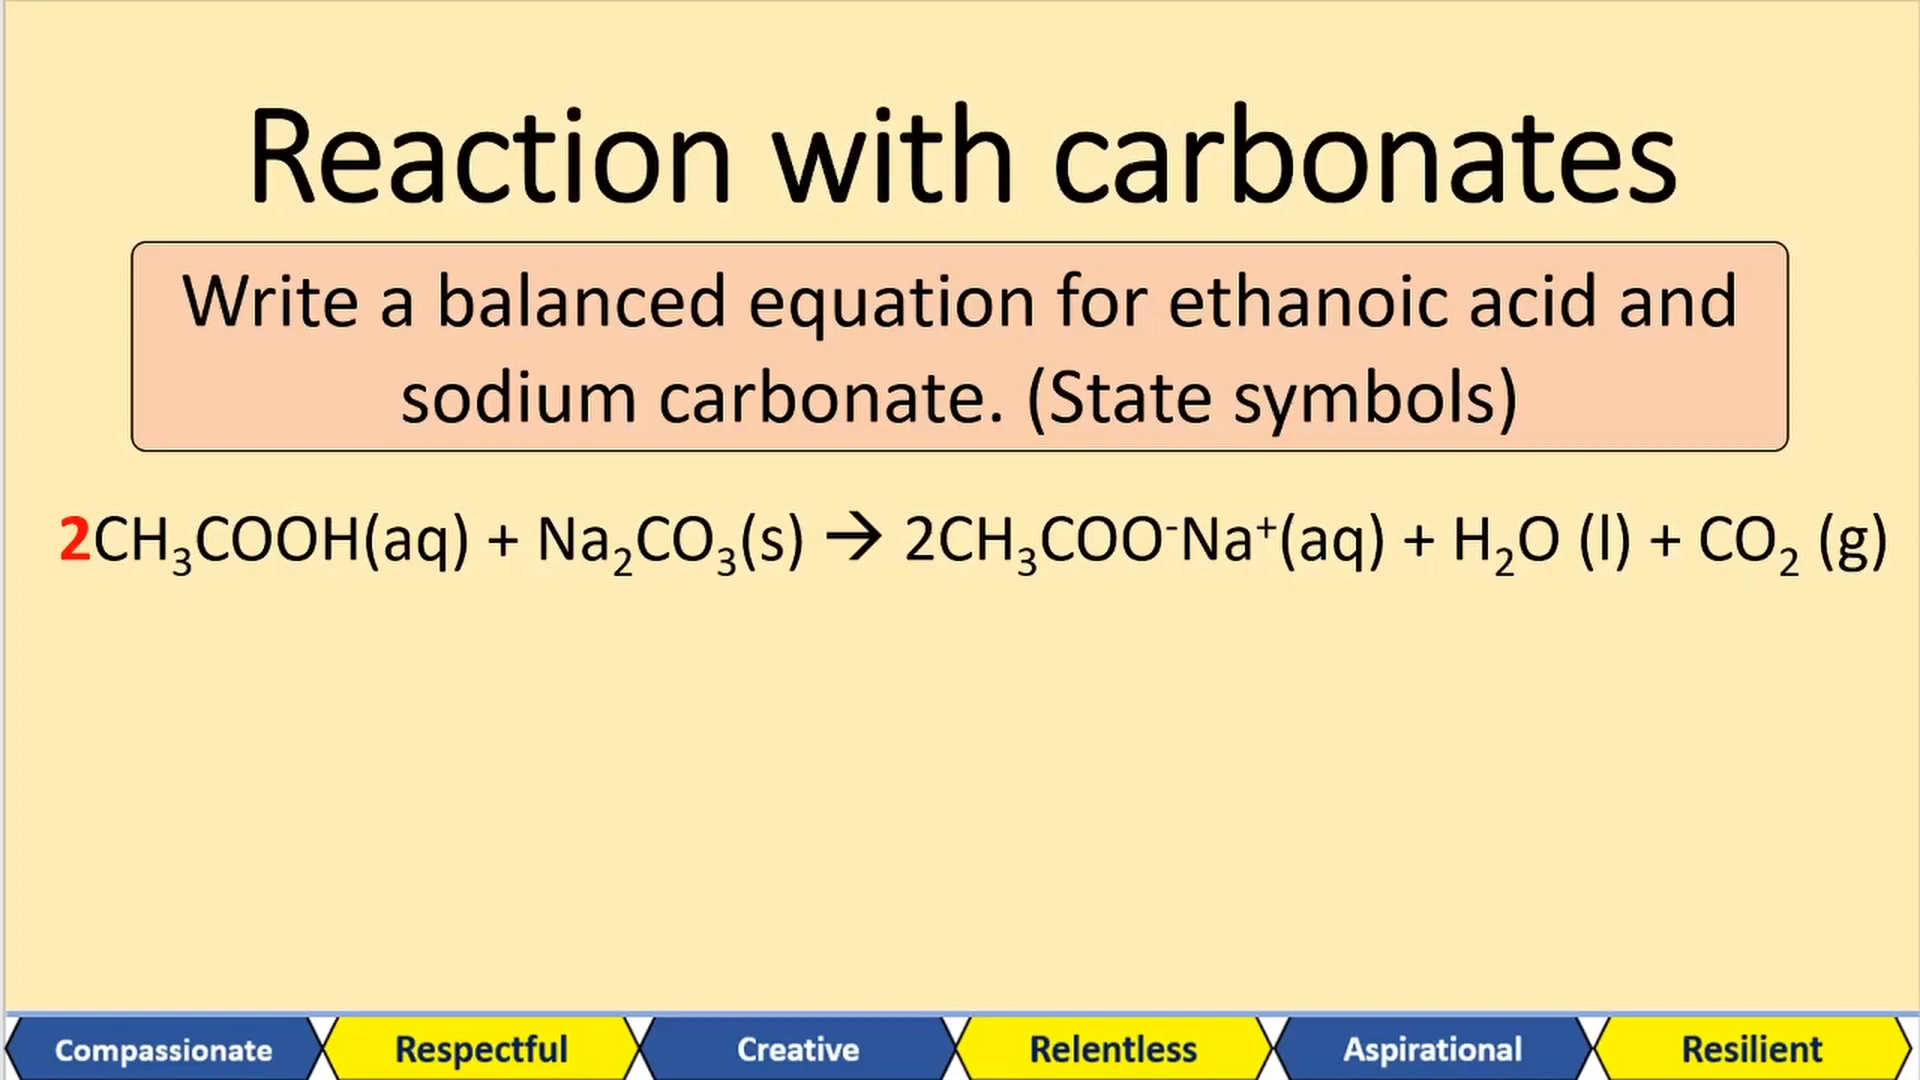 Reaction with carbonates
Write a balanced equation for ethanoic acid and
sodium carbonate. (State symbols)
2CH₃COOH(aq) + Na₂CO₃(s) → 2CH₃COO⁻Na⁺(aq) + H₂O (l) + CO₂ (g)
Compassionate Respectful Creative Relentless Aspirational Resilient